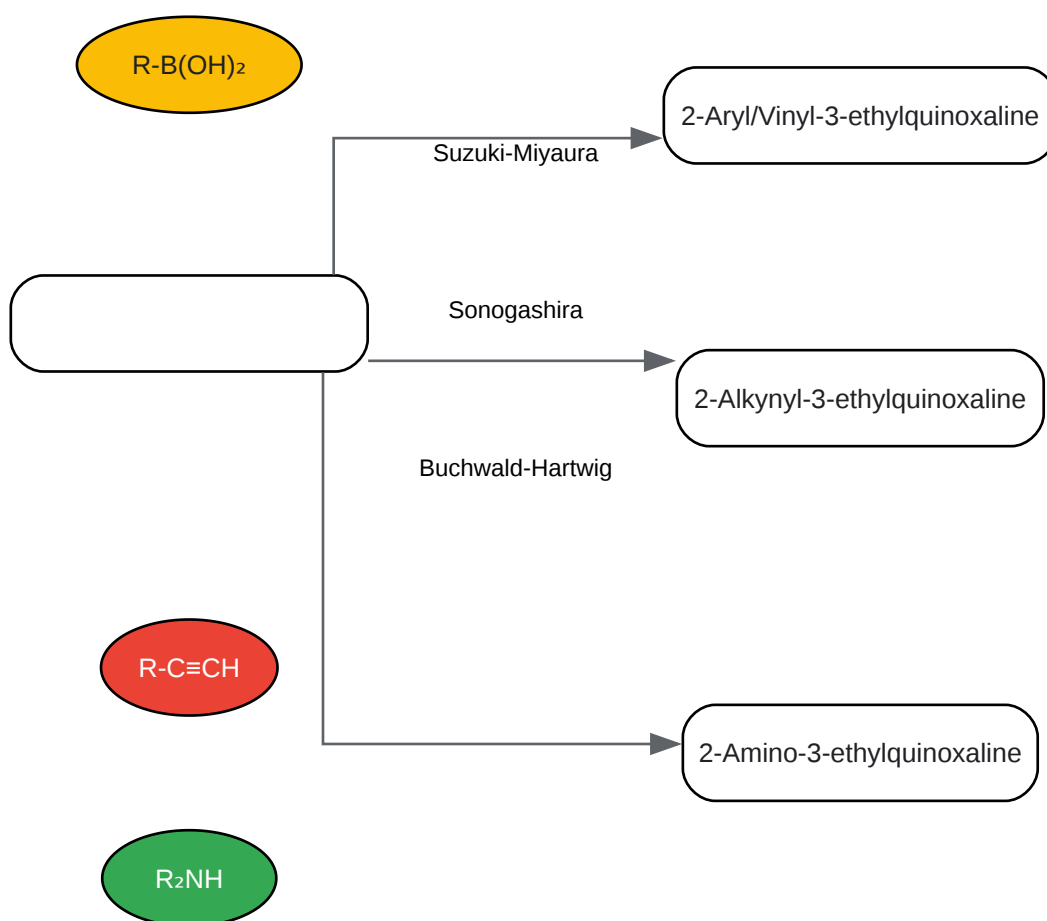 R-B(OH)₂
2-Aryl/Vinyl-3-ethylquinoxaline
Suzuki-Miyaura
Sonogashira
2-Alkynyl-3-ethylquinoxaline
Buchwald-Hartwig
R-C≡CH
2-Amino-3-ethylquinoxaline
R₂NH